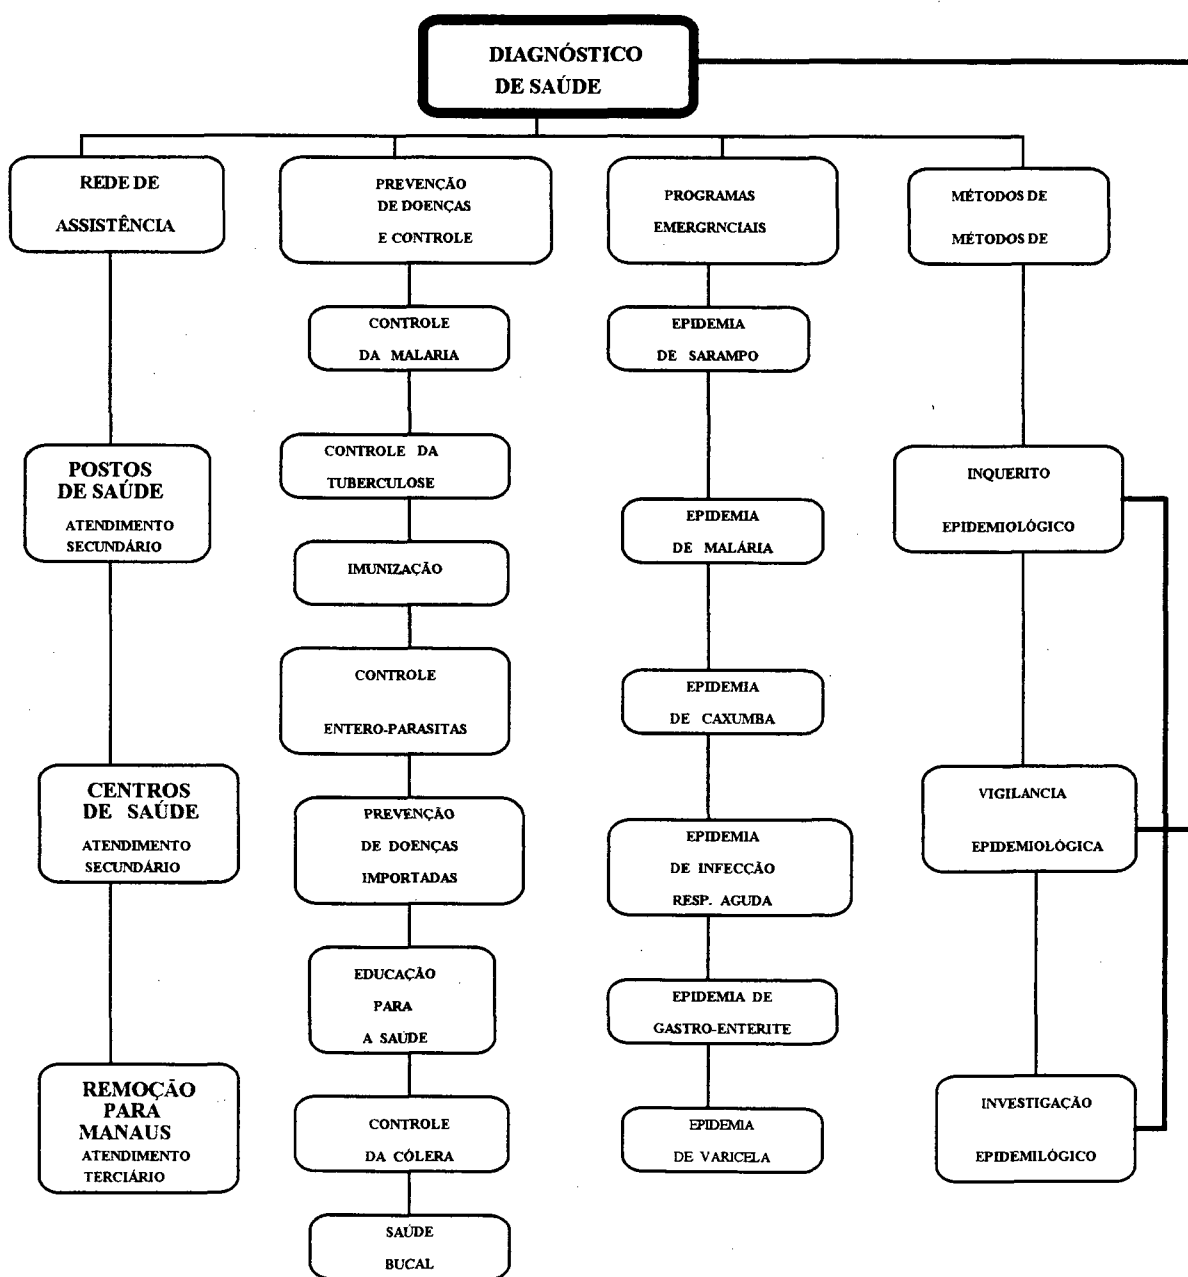 DIAGNÓSTICO
DE SAÚDE
REDE DE
ASSISTÊNCIA
POSTOS
DE SAÚDE
ATENDIMENTO
SECUNDÁRIO
CENTROS
DE SAÚDE
ATENDIMENTO
SECUNDÁRIO
REMOÇÃO
PARA
MANAUS
ATENDIMENTO
TERCIÁRIO
PREVENÇÃO
DE DOENÇAS
E CONTROLE
CONTROLE
DA MALARIA
CONTROLE DA
TUBERCULOSE
IMUNIZAÇÃO
CONTROLE
ENTERO-PARASITAS
PREVENÇÃO
DE DOENÇAS
IMPORTADAS
EDUCAÇÃO
PARA
A SAÚDE
CONTROLE
DA CÓLERA
SAÚDE
BUCAL
PROGRAMAS
EMERGRNCIAIS
EPIDEMIA
DE SARAMPO
EPIDEMIA
DE MALÁRIA
EPIDEMIA
DE CAXUMBA
EPIDEMIA
DE INFECÇÃO
RESP. AGUDA
EPIDEMIA DE
GASTRO-ENTERITE
EPIDEMIA
DE VARICELA
MÉTODOS DE
MÉTODOS DE
INQUERITO
EPIDEMIOLÓGICO
VIGILANCIA
EPIDEMIOLÓGICA
INVESTIGAÇÃO
EPIDEMILÓGICO